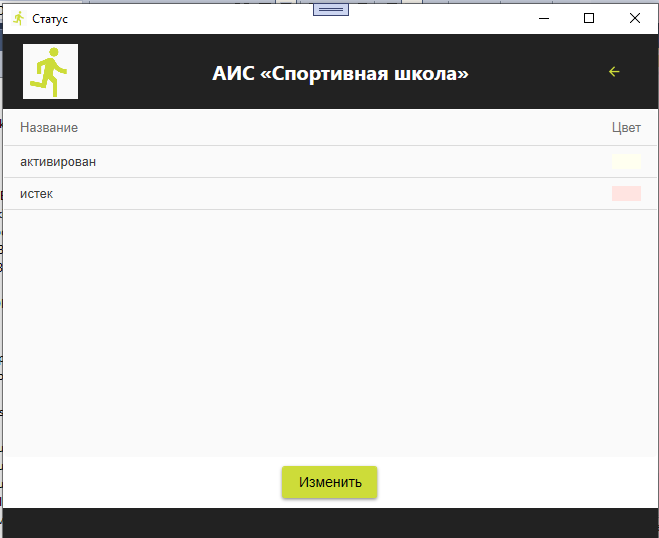 Статус
АИС «Спортивная школа»
Название Цвет
активирован
истек
Изменить